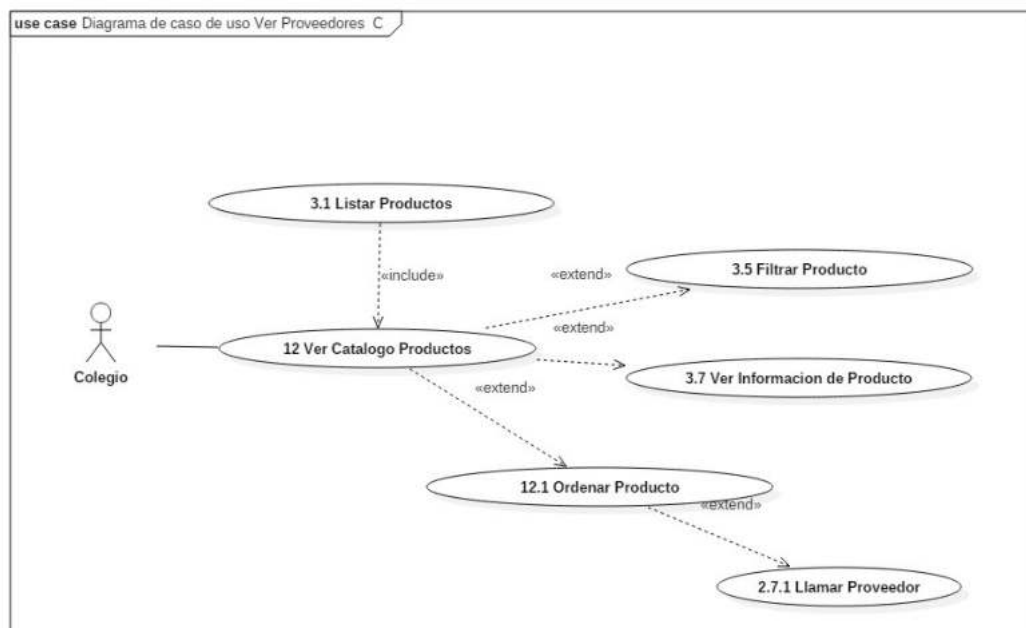 use case Diagrama de caso de uso Ver Proveedores C
3.1 Listar Productos
«include»
«extend»
3.5 Filtrar Producto
«extend»
12 Ver Catalogo Productos
Colegio
3.7 Ver Informacion de Producto
«extend»
12.1 Ordenar Producto
«extend»
2.7.1 Llamar Proveedor